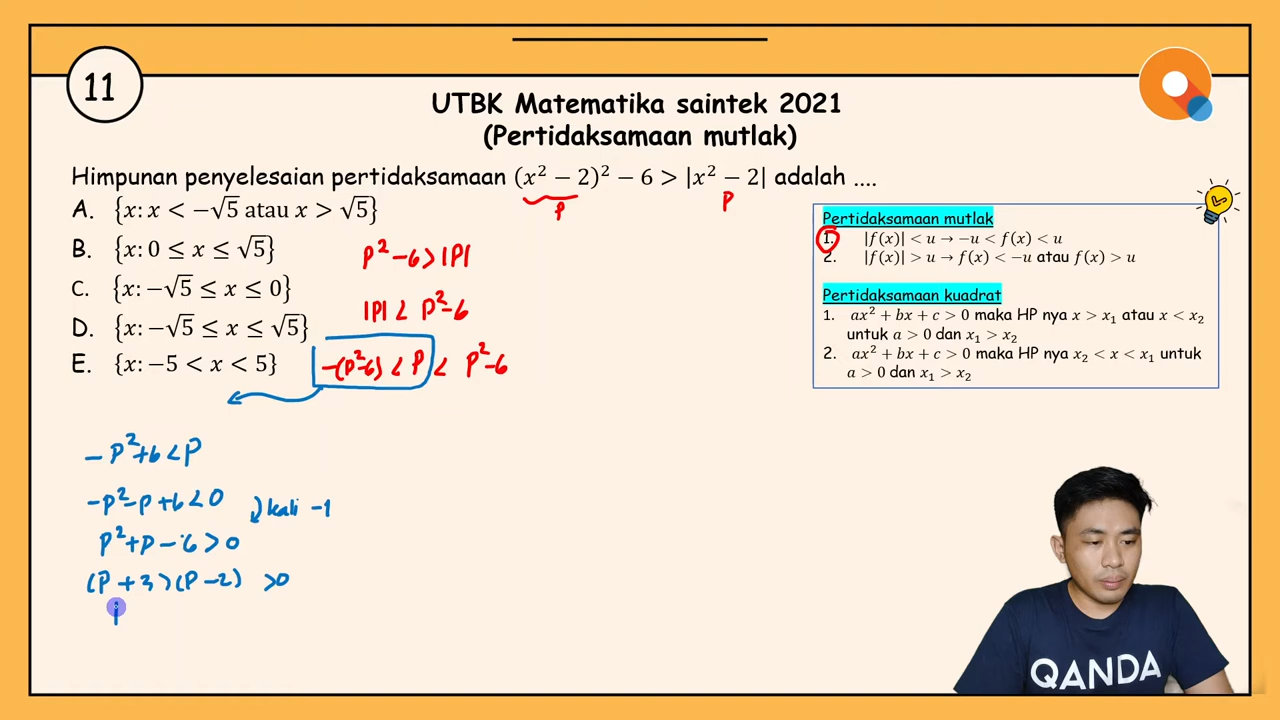 11
UTBK Matematika saintek 2021
(Pertidaksamaan mutlak)
Himpunan penyelesaian pertidaksamaan (x² − 2)² − 6 > |x² − 2| adalah ....
P
P
A. {x: x < −√5 atau x > √5}
B. {x: 0 ≤ x ≤ √5}
C. {x: −√5 ≤ x ≤ 0}
D. {x: −√5 ≤ x ≤ √5}
E. {x: −5 < x < 5}
P² − 6 > |P|
|P| < P² − 6
−(P² − 6) < P < P² − 6
−P² + 6 < P
−P² − P + 6 < 0
kali −1
P² + P − 6 > 0
(P + 3)(P − 2) > 0
Pertidaksamaan mutlak
1. |f(x)| < u → −u < f(x) < u
2. |f(x)| > u → f(x) < −u atau f(x) > u
Pertidaksamaan kuadrat
1. ax² + bx + c > 0 maka HP nya x > x₁ atau x < x₂
untuk a > 0 dan x₁ > x₂
2. ax² + bx + c > 0 maka HP nya x₂ < x < x₁ untuk
a > 0 dan x₁ > x₂
QANDA